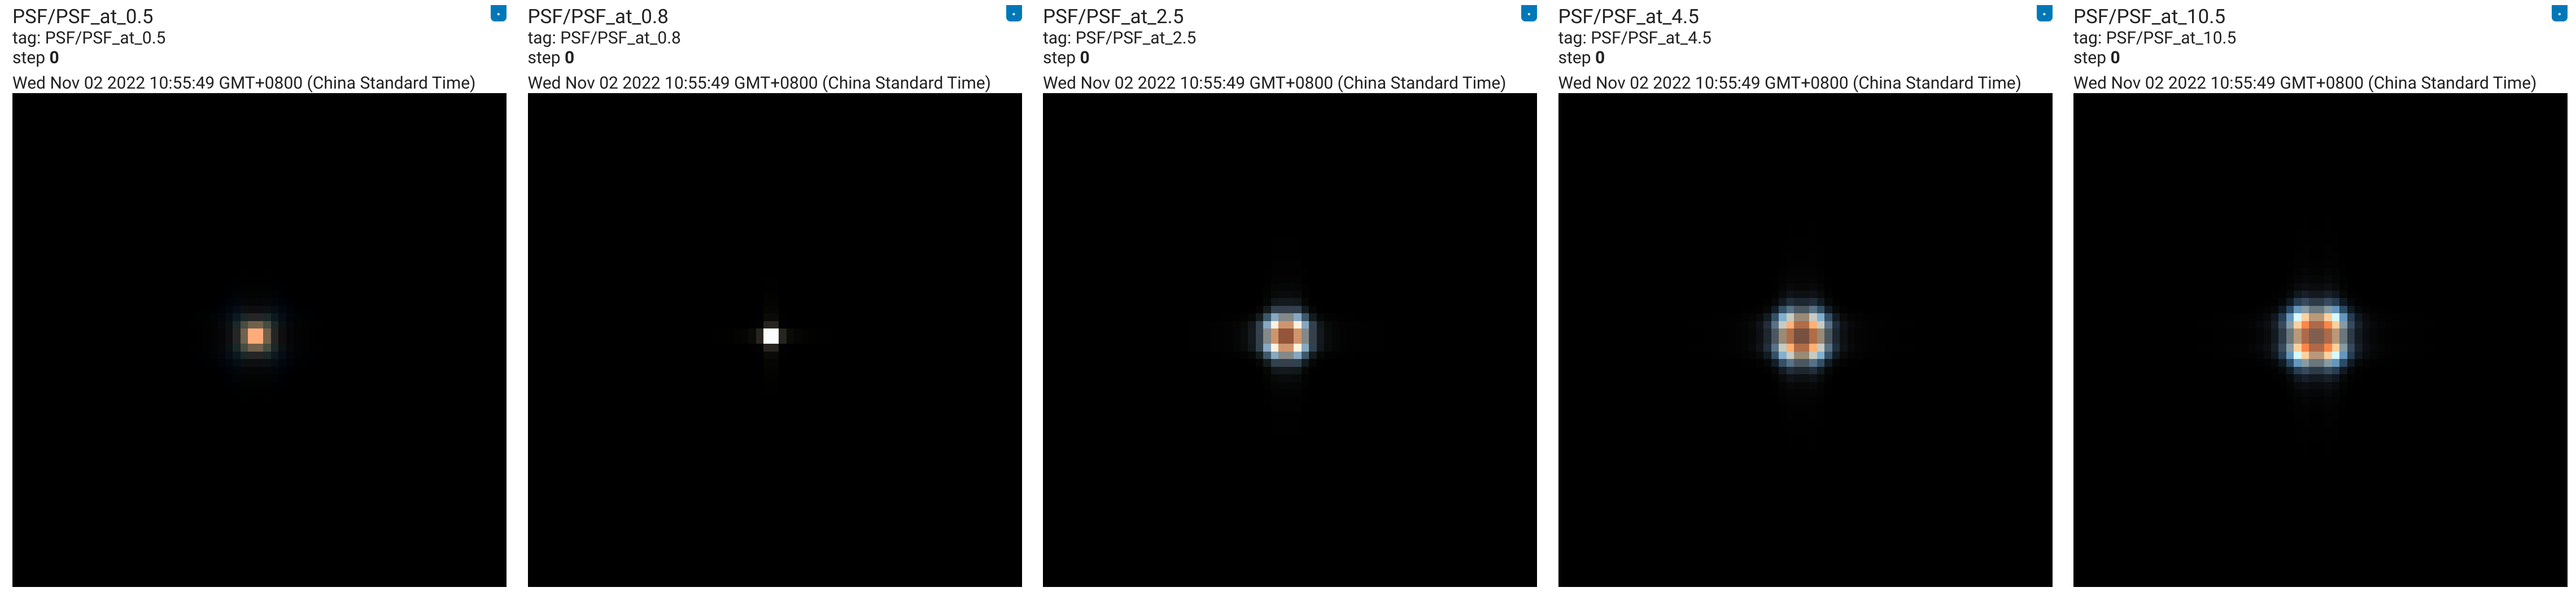 PSF/PSF_at_0.5
tag: PSF/PSF_at_0.5
step 0
Wed Nov 02 2022 10:55:49 GMT+0800 (China Standard Time)
PSF/PSF_at_0.8
tag: PSF/PSF_at_0.8
step 0
Wed Nov 02 2022 10:55:49 GMT+0800 (China Standard Time)
PSF/PSF_at_2.5
tag: PSF/PSF_at_2.5
step 0
Wed Nov 02 2022 10:55:49 GMT+0800 (China Standard Time)
PSF/PSF_at_4.5
tag: PSF/PSF_at_4.5
step 0
Wed Nov 02 2022 10:55:49 GMT+0800 (China Standard Time)
PSF/PSF_at_10.5
tag: PSF/PSF_at_10.5
step 0
Wed Nov 02 2022 10:55:49 GMT+0800 (China Standard Time)